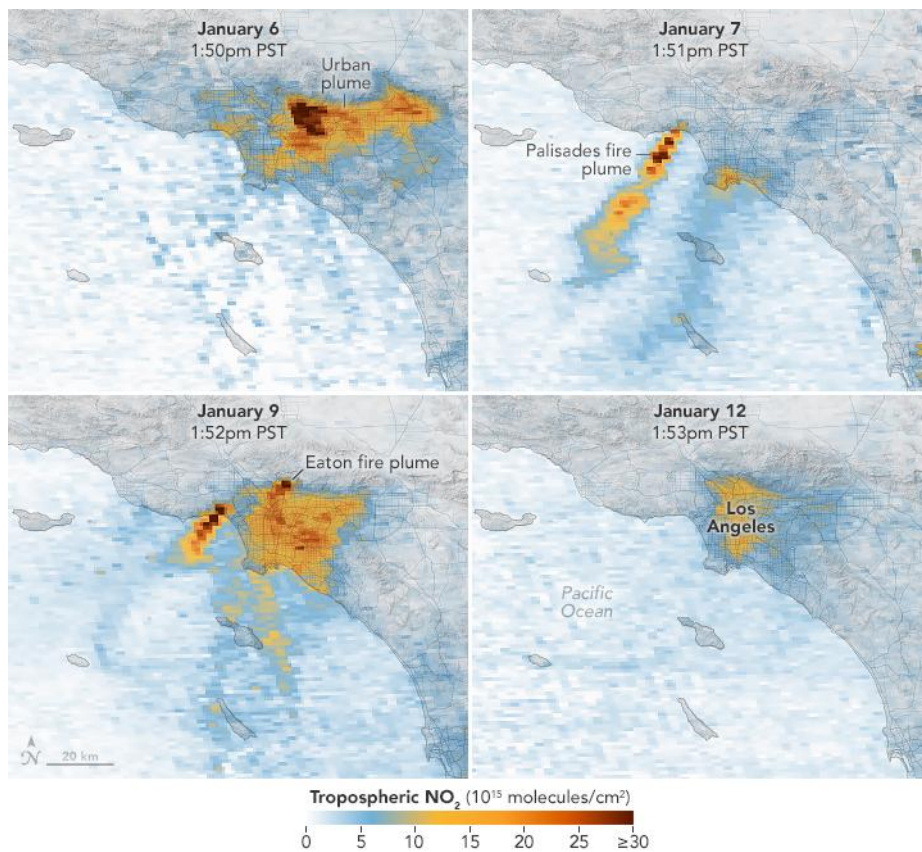 January 6
1:50pm PST
Urban
plume
January 7
1:51pm PST
Palisades fire
plume
January 9
1:52pm PST
Eaton fire plume
N
20 km
January 12
1:53pm PST
Los
Angeles
Pacific
Ocean
Tropospheric NO₂ (10¹⁵ molecules/cm²)
0 5 10 15 20 25 ≥30